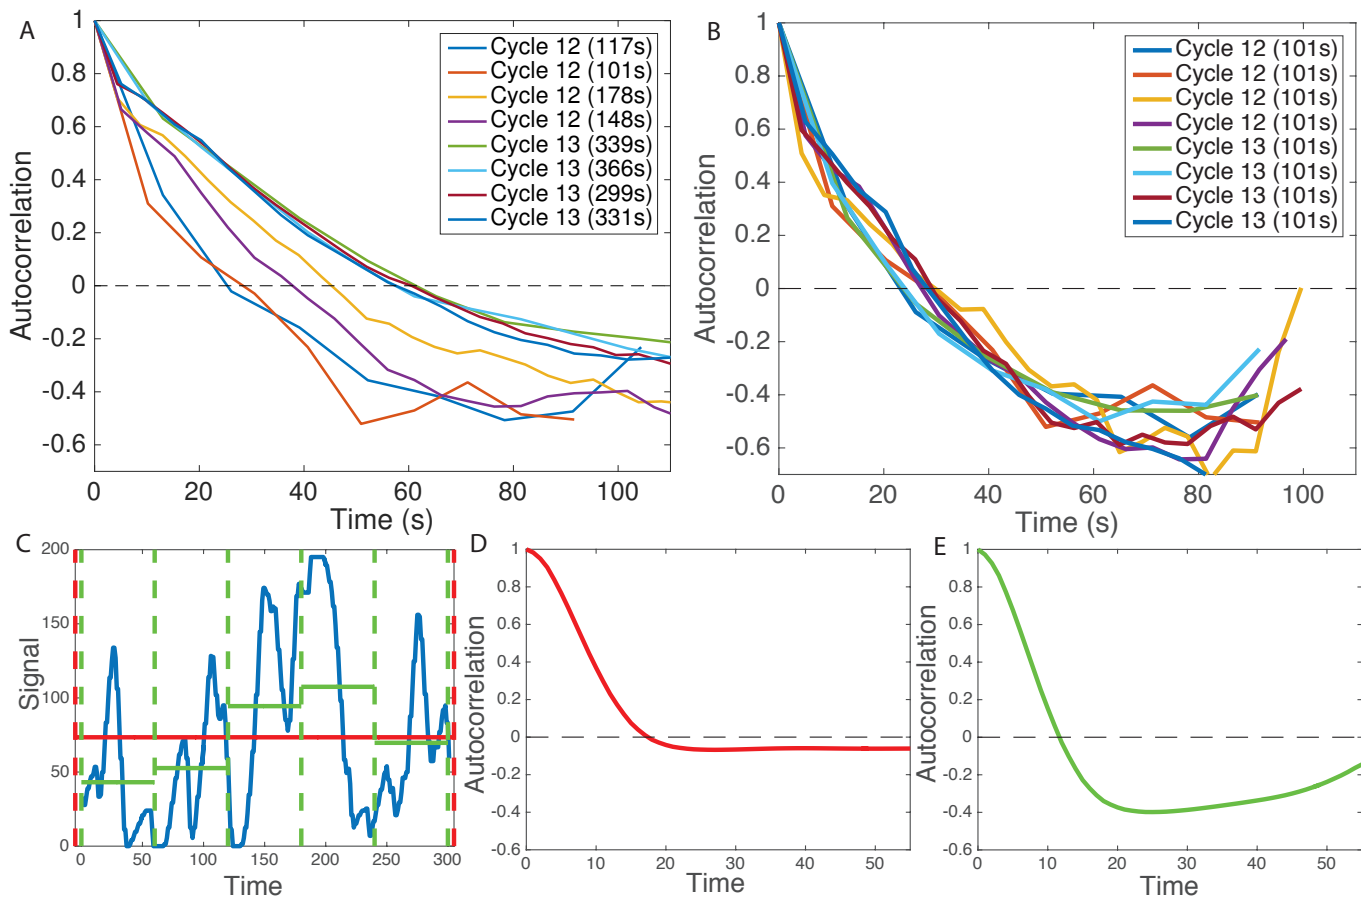 A
Autocorrelation
1
0.8
0.6
0.4
0.2
0
-0.2
-0.4
-0.6
0
20
40
60
80
100
Time (s)
Cycle 12 (117s)
Cycle 12 (101s)
Cycle 12 (178s)
Cycle 12 (148s)
Cycle 13 (339s)
Cycle 13 (366s)
Cycle 13 (299s)
Cycle 13 (331s)
B
Autocorrelation
1
0.8
0.6
0.4
0.2
0
-0.2
-0.4
-0.6
0
20
40
60
80
100
Time (s)
Cycle 12 (101s)
Cycle 12 (101s)
Cycle 12 (101s)
Cycle 12 (101s)
Cycle 13 (101s)
Cycle 13 (101s)
Cycle 13 (101s)
Cycle 13 (101s)
C
Signal
200
150
100
50
0
0
50
100
150
200
250
300
Time
D
Autocorrelation
1
0.8
0.6
0.4
0.2
0
-0.2
-0.4
-0.6
0
10
20
30
40
50
Time
E
Autocorrelation
1
0.8
0.6
0.4
0.2
0
-0.2
-0.4
-0.6
0
10
20
30
40
50
Time